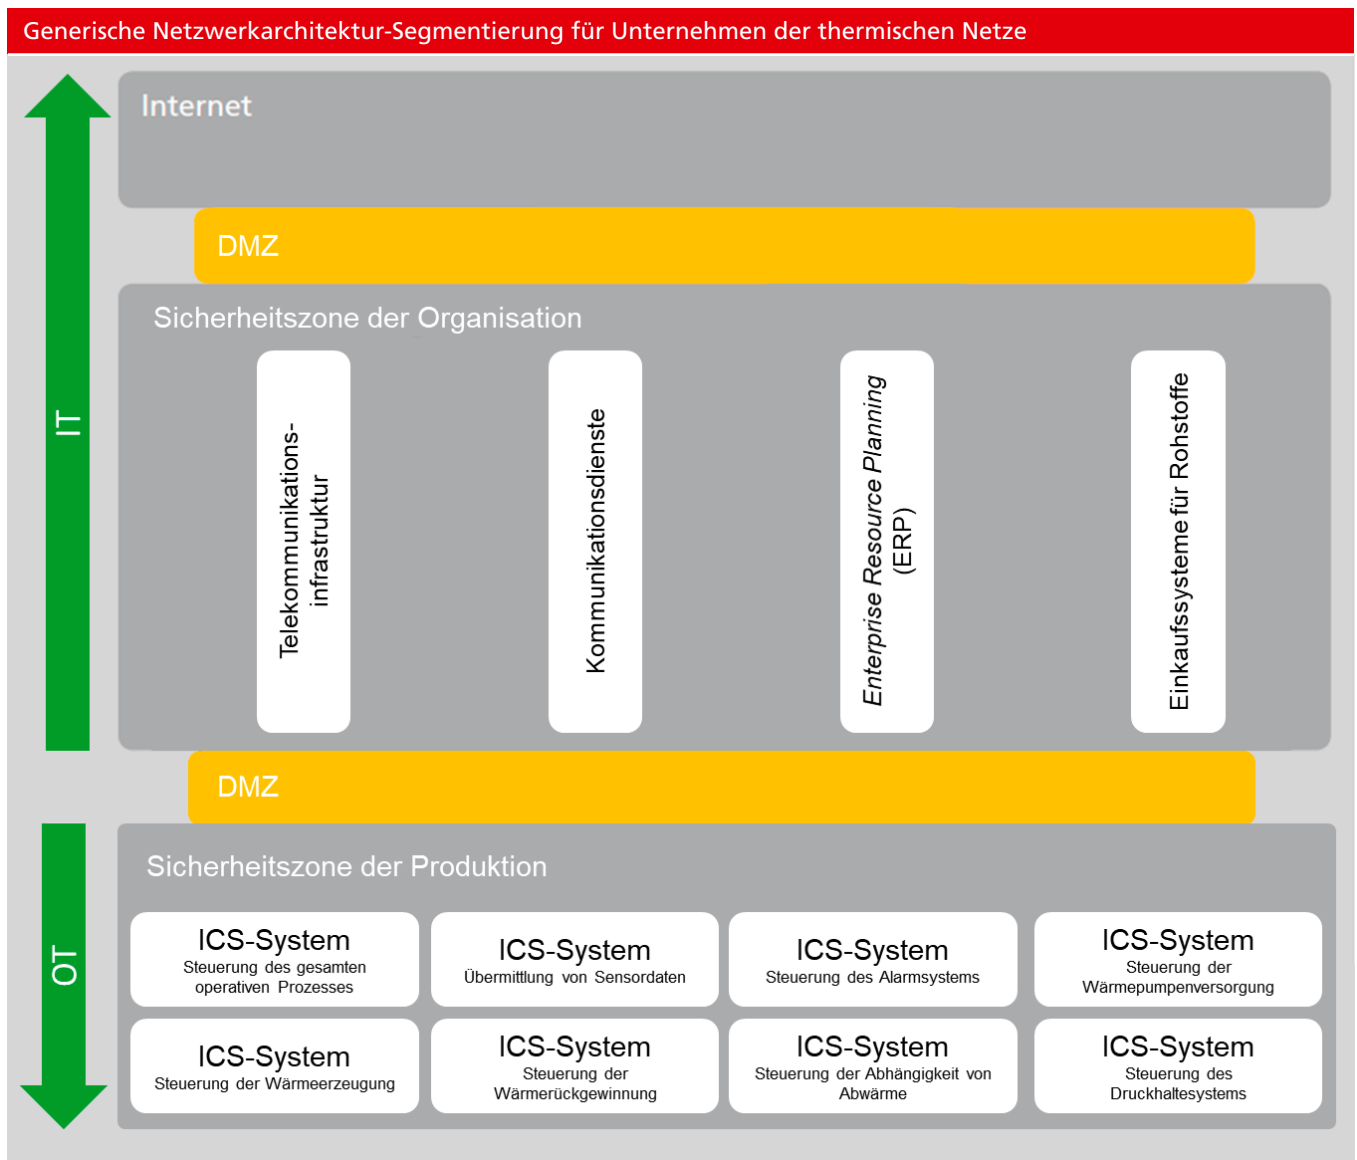 Generische Netzwerkarchitektur-Segmentierung für Unternehmen der thermischen Netze
Internet
DMZ
IT
Sicherheitszone der Organisation
Telekommunikations-
infrastruktur
Kommunikationsdienste
Enterprise Resource Planning
(ERP)
Einkaufssysteme für Rohstoffe
DMZ
OT
Sicherheitszone der Produktion
ICS-System
Steuerung des gesamten
operativen Prozesses
ICS-System
Übermittlung von Sensordaten
ICS-System
Steuerung des Alarmsystems
ICS-System
Steuerung der
Wärmepumpenversorgung
ICS-System
Steuerung der Wärmeerzeugung
ICS-System
Steuerung der
Wärmerückgewinnung
ICS-System
Steuerung der Abhängigkeit von
Abwärme
ICS-System
Steuerung des
Druckhaltesystems